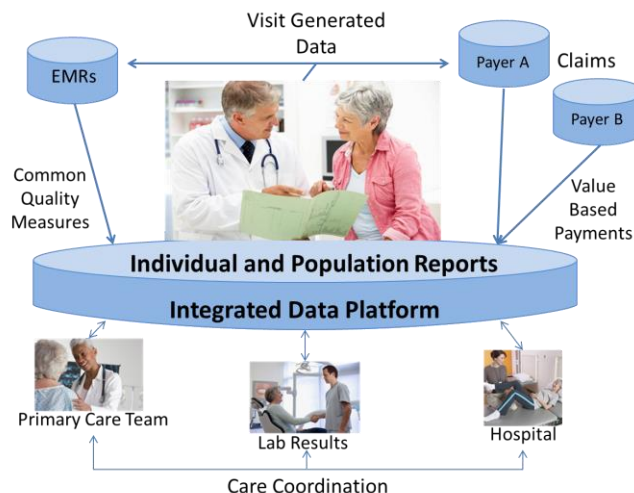 Visit Generated
Data
EMRs
Payer A
Claims
Payer B
Common
Quality
Measures
Value
Based
Payments
Individual and Population Reports
Integrated Data Platform
Primary Care Team
Lab Results
Hospital
Care Coordination